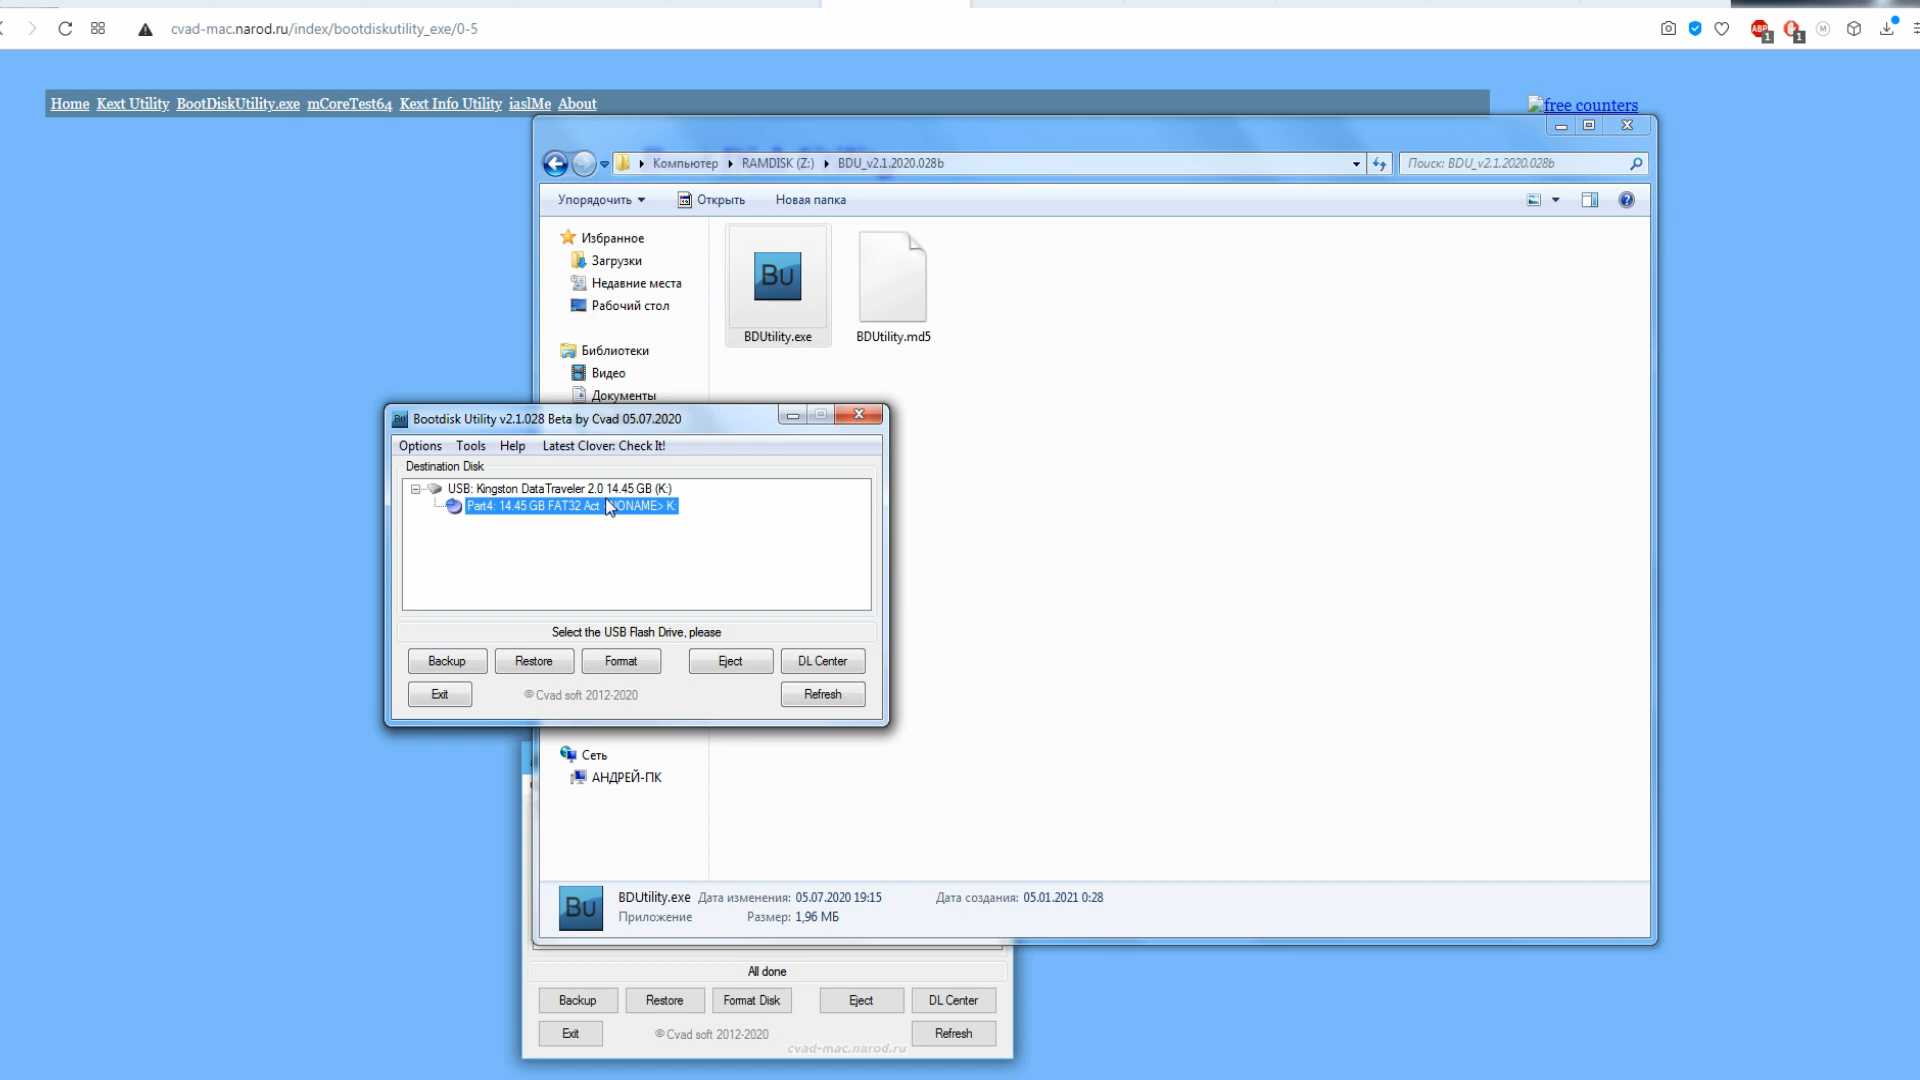 cvad-mac.narod.ru/index/bootdiskutility_exe/0-5
ABP 1 1 M
Home Kext Utility BootDiskUtility.exe mCoreTest64 Kext Info Utility iaslMe About
free counters
Компьютер RAMDISK (Z:) BDU_v2.1.2020.028b
Поиск: BDU_v2.1.2020.028b
Упорядочить Открыть Новая папка
Избранное
Загрузки
Недавние места
Рабочий стол
Библиотеки
Видео
Документы
Bu
BDUtility.exe
BDUtility.md5
Bu Bootdisk Utility v2.1.028 Beta by Cvad 05.07.2020
Options Tools Help Latest Clover: Check It!
Destination Disk
USB: Kingston DataTraveler 2.0 14.45 GB (K:)
Part4: 14.45 GB FAT32 Act ONAME> K:
Select the USB Flash Drive, please
Backup Restore Format Eject DL Center
Exit © Cvad soft 2012-2020 Refresh
Сеть
АНДРЕЙ-ПК
Bu
BDUtility.exe Дата изменения: 05.07.2020 19:15 Дата создания: 05.01.2021 0:28
Приложение Размер: 1,96 МБ
All done
Backup Restore Format Disk Eject DL Center
Exit © Cvad soft 2012-2020 Refresh
cvad-mac.narod.ru